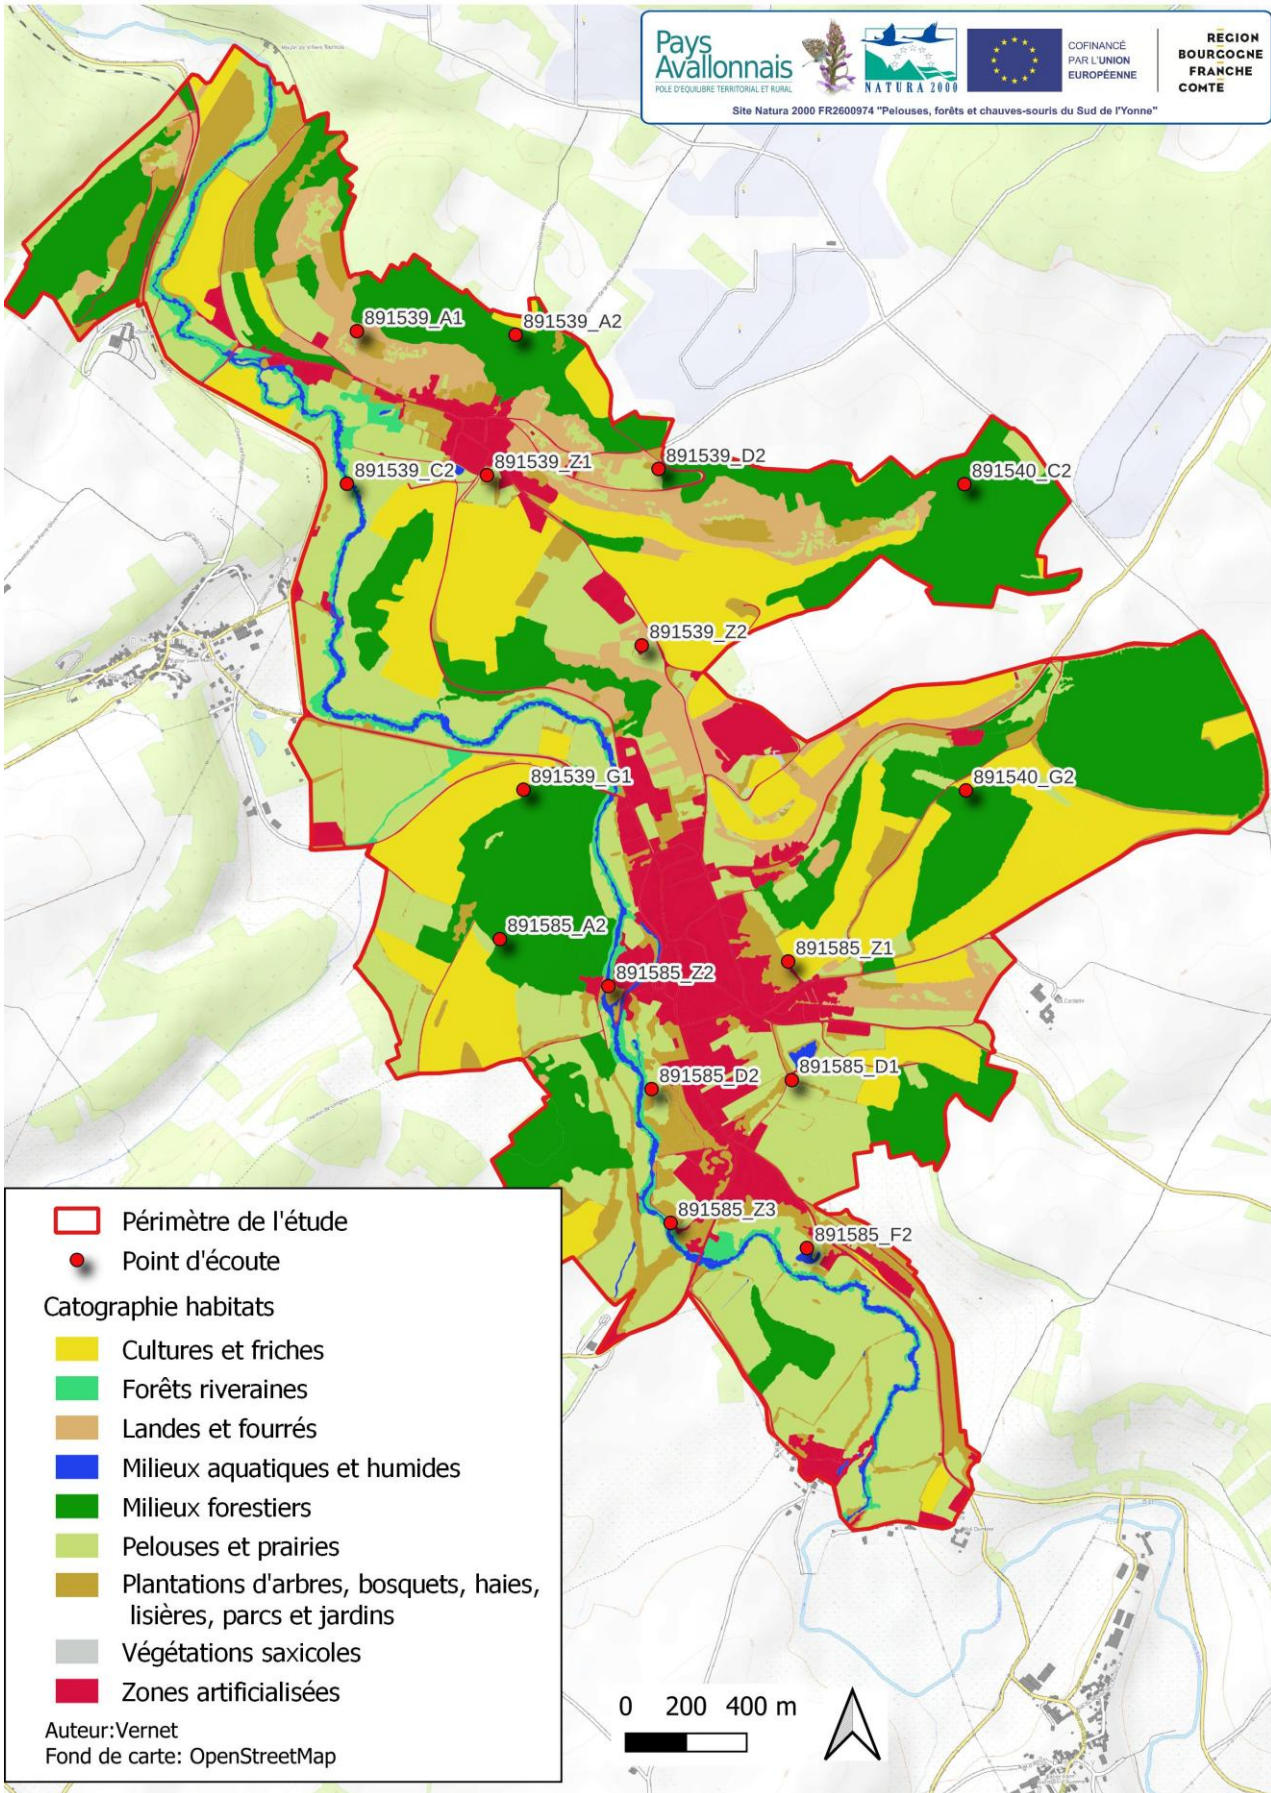 Pays
Avallonnais
POLE D'EQUILIBRE TERRITORIAL ET RURAL
NATURA 2000
COFINANCÉ
PAR L'UNION
EUROPÉENNE
REGION
BOURGOGNE
FRANCHE
COMTE
Site Natura 2000 FR2600974 "Pelouses, forêts et chauves-souris du Sud de l'Yonne"
891539_A1
891539_A2
891539_C2
891539_Z1
891539_D2
891540_C2
891539_Z2
891539_G1
891540_G2
891585_A2
891585_Z1
891585_Z2
891585_D2
891585_D1
891585_Z3
891585_F2
Périmètre de l'étude
Point d'écoute
Catographie habitats
Cultures et friches
Forêts riveraines
Landes et fourrés
Milieux aquatiques et humides
Milieux forestiers
Pelouses et prairies
Plantations d'arbres, bosquets, haies,
lisières, parcs et jardins
Végétations saxicoles
Zones artificialisées
Auteur:Vernet
Fond de carte: OpenStreetMap
0 200 400 m